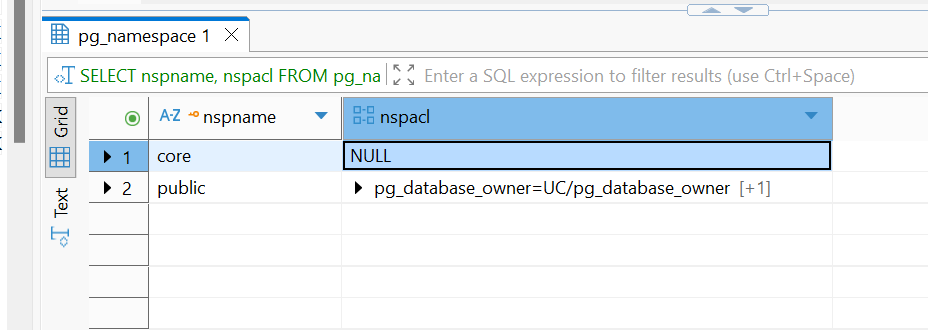 pg_namespace 1
SELECT nspname, nspacl FROM pg_na Enter a SQL expression to filter results (use Ctrl+Space)
Grid
Text
A-Z nspname nspacl
1 core NULL
2 public pg_database_owner=UC/pg_database_owner [+1]